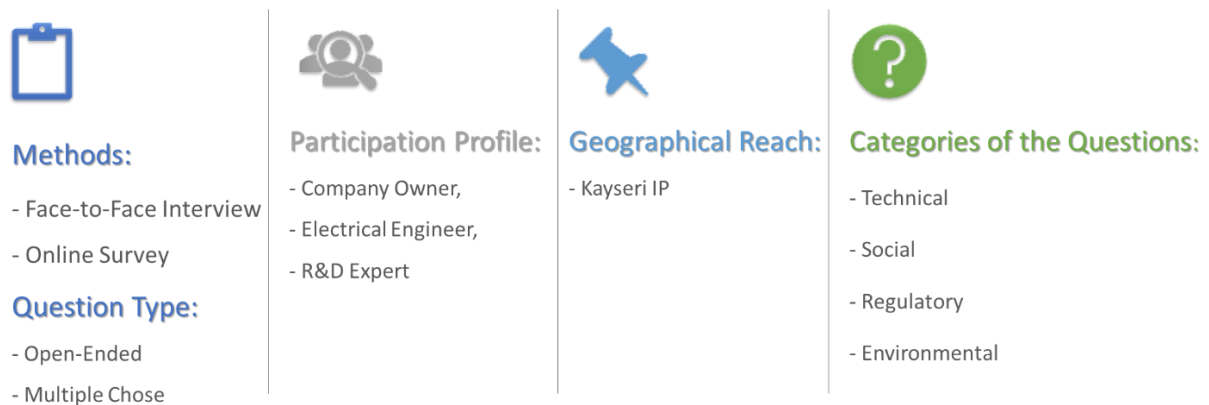 Methods:
- Face-to-Face Interview
- Online Survey
Question Type:
- Open-Ended
- Multiple Chose
Participation Profile:
- Company Owner,
- Electrical Engineer,
- R&D Expert
Geographical Reach:
- Kayseri IP
Categories of the Questions:
- Technical
- Social
- Regulatory
- Environmental